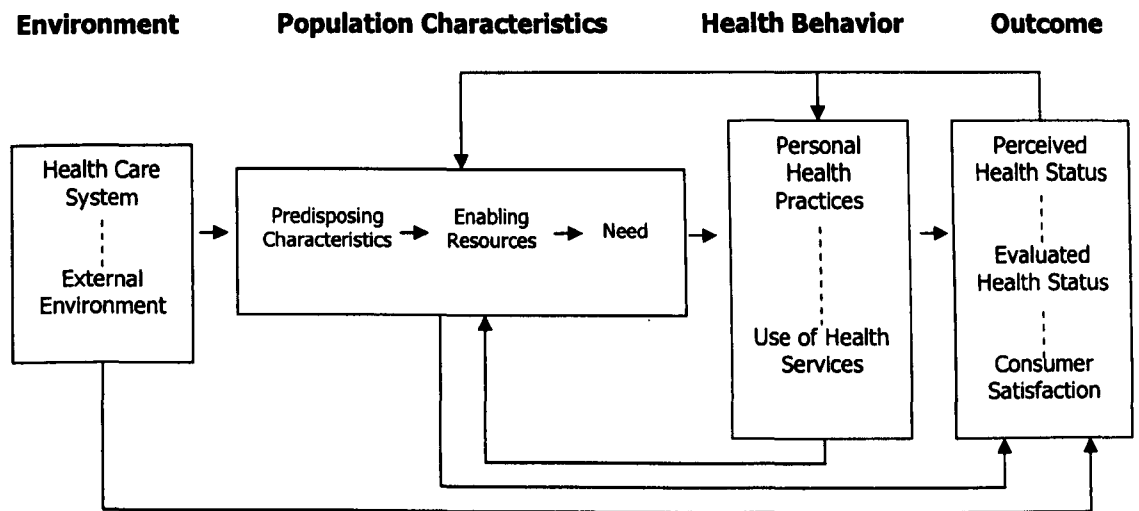 Environment
Population Characteristics
Health Behavior
Outcome
Health Care
System
External
Environment
Predisposing
Characteristics
Enabling
Resources
Need
Personal
Health
Practices
Use of Health
Services
Perceived
Health Status
Evaluated
Health Status
Consumer
Satisfaction